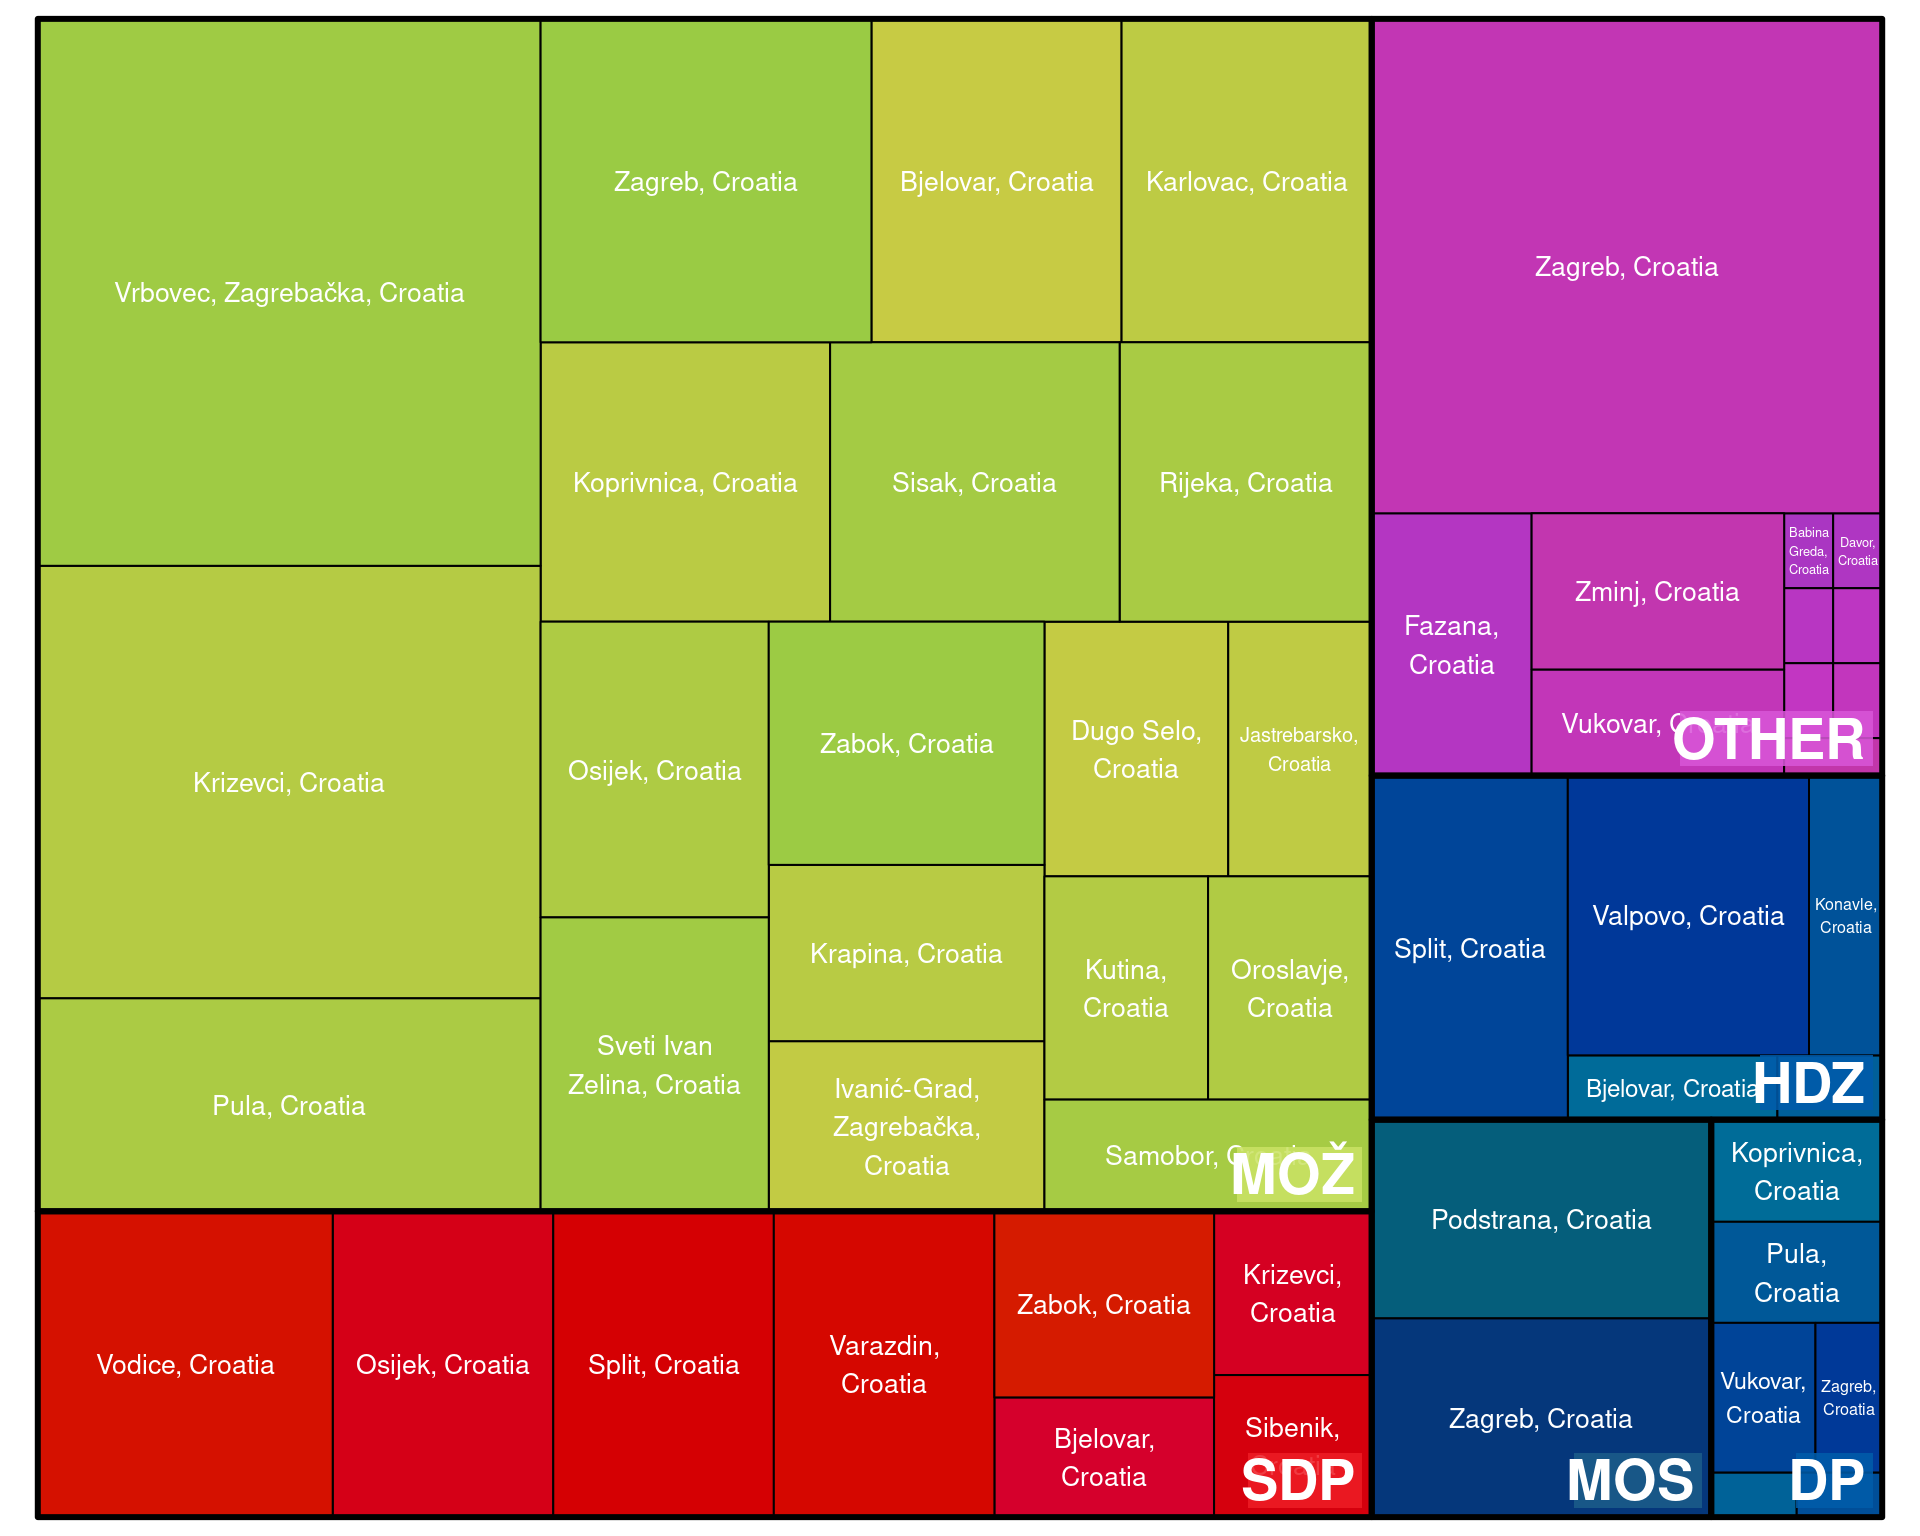 Vrbovec, Zagrebačka, Croatia
Zagreb, Croatia
Bjelovar, Croatia
Karlovac, Croatia
Koprivnica, Croatia
Sisak, Croatia
Rijeka, Croatia
Krizevci, Croatia
Osijek, Croatia
Zabok, Croatia
Dugo Selo,
Croatia
Jastrebarsko,
Croatia
Krapina, Croatia
Kutina,
Croatia
Oroslavje,
Croatia
Pula, Croatia
Sveti Ivan
Zelina, Croatia
Ivanić-Grad,
Zagrebačka,
Croatia
Samobor,
MOŽ
Vodice, Croatia
Osijek, Croatia
Split, Croatia
Varazdin,
Croatia
Zabok, Croatia
Bjelovar,
Croatia
Krizevci,
Croatia
Sibenik,
SDP
Zagreb, Croatia
Fazana,
Croatia
Zminj, Croatia
Babina
Greda,
Croatia
Davor,
Croatia
Vukovar,
OTHER
Split, Croatia
Valpovo, Croatia
Konavle,
Croatia
Bjelovar, Croatia
HDZ
Podstrana, Croatia
Zagreb, Croatia
MOS
Koprivnica,
Croatia
Pula,
Croatia
Vukovar,
Croatia
Zagreb,
Croatia
DP